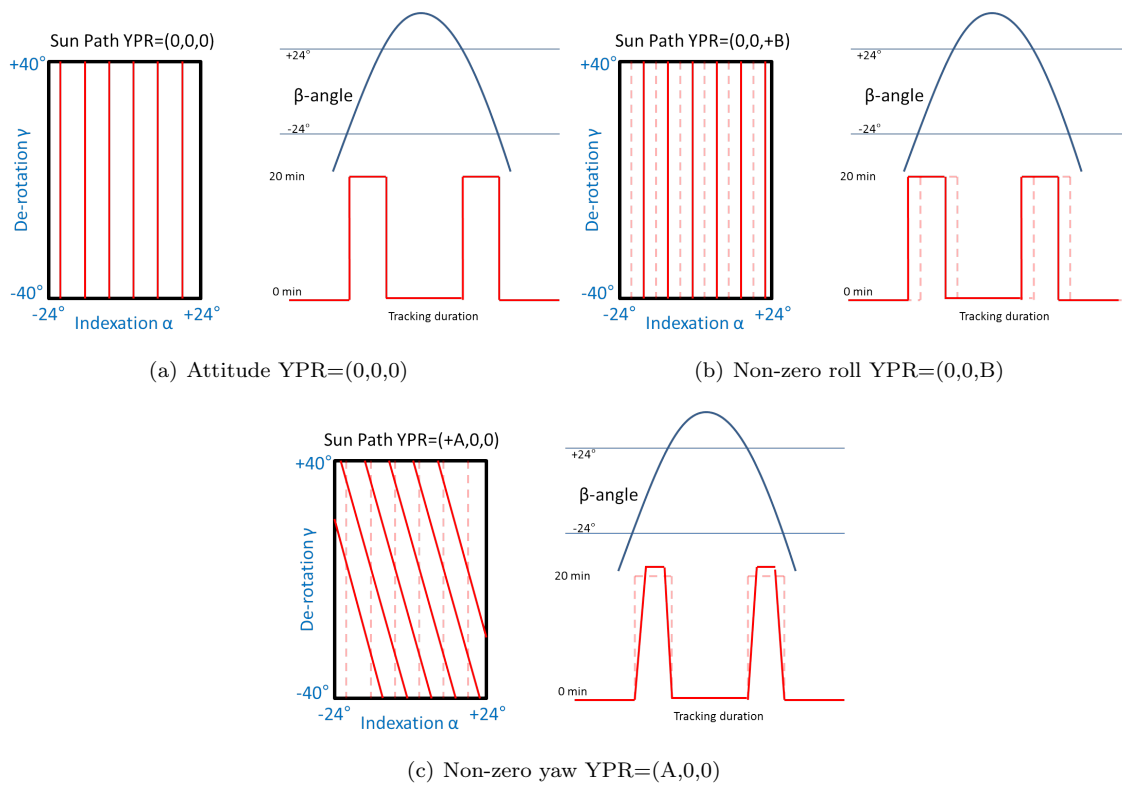 Sun Path YPR=(0,0,0)
+40°
De-rotation γ
-40°
-24°
+24°
Indexation α
+24°
β-angle
-24°
20 min
0 min
Tracking duration
(a) Attitude YPR=(0,0,0)
Sun Path YPR=(0,0,+B)
+40°
De-rotation γ
-40°
-24°
+24°
Indexation α
+24°
β-angle
-24°
20 min
0 min
Tracking duration
(b) Non-zero roll YPR=(0,0,B)
Sun Path YPR=(+A,0,0)
+40°
De-rotation γ
-40°
-24°
+24°
Indexation α
+24°
β-angle
-24°
20 min
0 min
Tracking duration
(c) Non-zero yaw YPR=(A,0,0)